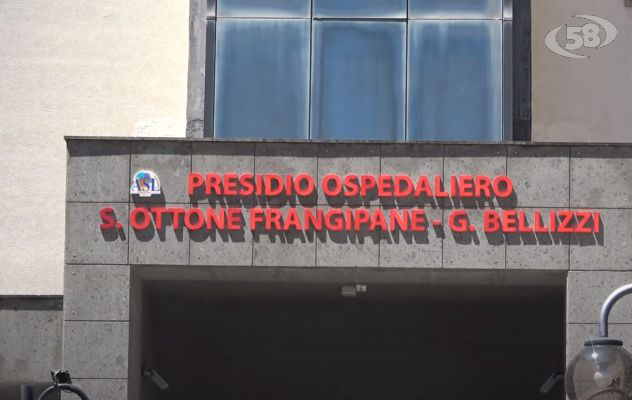 58
ASL
PRESIDIO OSPEDALIERO
S. OTTONE FRANGIPANE - G. BELLIZZI